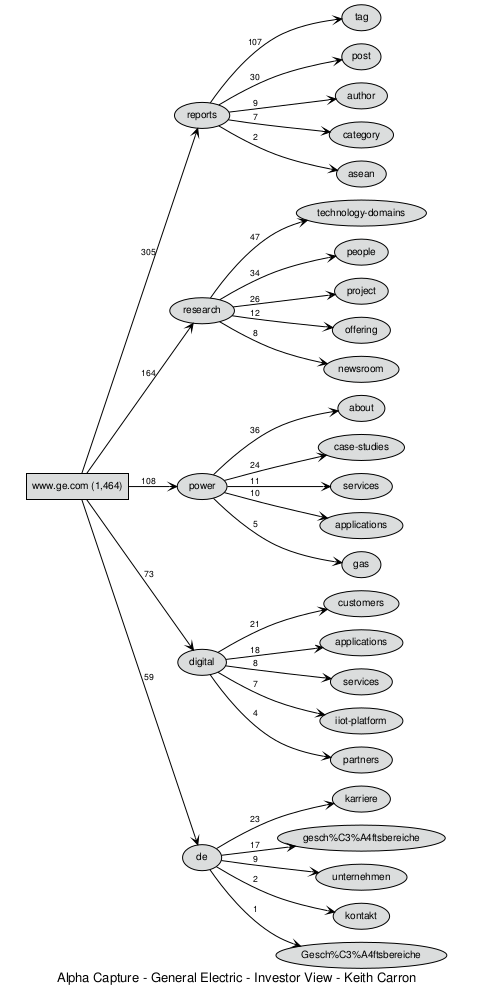 tag
107
post
30
author
9
reports
7
category
2
asean
technology-domains
47
people
34
305
project
26
research
12
offering
8
newsroom
164
about
36
case-studies
24
www.ge.com (1,464)
108
power
11
services
10
applications
5
gas
73
customers
21
applications
18
digital
8
services
7
iiot-platform
4
partners
59
karriere
23
gesch%C3%A4ftsbereiche
17
de
9
unternehmen
2
kontakt
1
Gesch%C3%A4ftsbereiche
Alpha Capture - General Electric - Investor View - Keith Carron